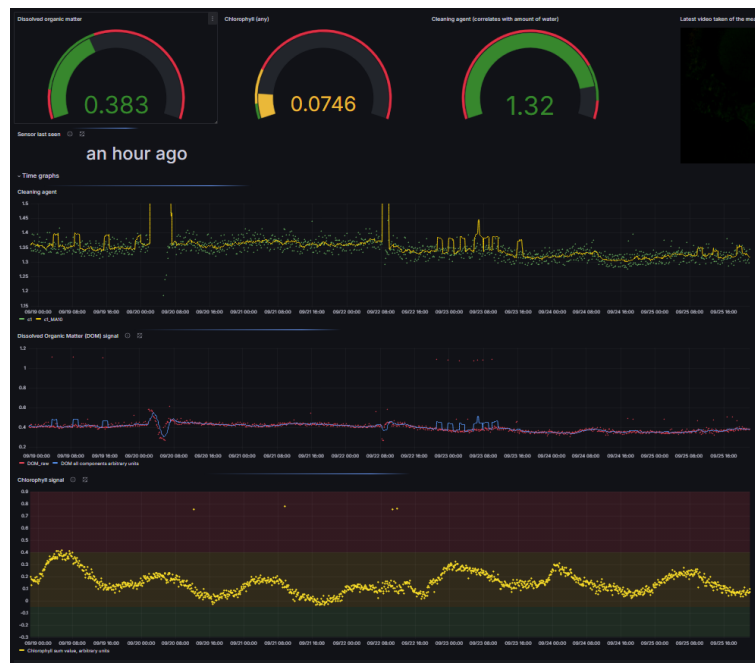 Dissolved organic matter
Chlorophyll (any)
Cleaning agent (correlates with amount of water)
Latest video taken of the mea
0.383
0.0746
1.32
Sensor last seen
an hour ago
Time graphs
Cleaning agent
1.5
1.45
1.4
1.35
1.3
1.25
1.2
1.15
09/19 00:00 09/19 08:00 09/19 16:00 09/20 00:00 09/20 08:00 09/20 16:00 09/21 00:00 09/21 08:00 09/21 16:00 09/22 00:00 09/22 08:00 09/22 16:00 09/23 00:00 09/23 08:00 09/23 16:00 09/24 00:00 09/24 08:00 09/24 16:00 09/25 00:00 09/25 08:00 09/25 16:00
c1 c1_MA10
Dissolved Organic Matter (DOM) signal
1.2
1
0.8
0.6
0.4
09/19 00:00 09/19 08:00 09/19 16:00 09/20 00:00 09/20 08:00 09/20 16:00 09/21 00:00 09/21 08:00 09/21 16:00 09/22 00:00 09/22 08:00 09/22 16:00 09/23 00:00 09/23 08:00 09/23 16:00 09/24 00:00 09/24 08:00 09/24 16:00 09/25 00:00 09/25 08:00 09/25 16:00
DOM_raw DOM all components arbitrary units
Chlorophyll signal
0.9
0.8
0.7
0.6
0.5
0.4
0.3
0.2
0.1
0
-0.1
-0.2
-0.3
09/19 00:00 09/19 08:00 09/19 16:00 09/20 00:00 09/20 08:00 09/20 16:00 09/21 00:00 09/21 08:00 09/21 16:00 09/22 00:00 09/22 08:00 09/22 16:00 09/23 00:00 09/23 08:00 09/23 16:00 09/24 00:00 09/24 08:00 09/24 16:00 09/25 00:00 09/25 08:00 09/25 16:00
Chlorophyll sum value, arbitrary units